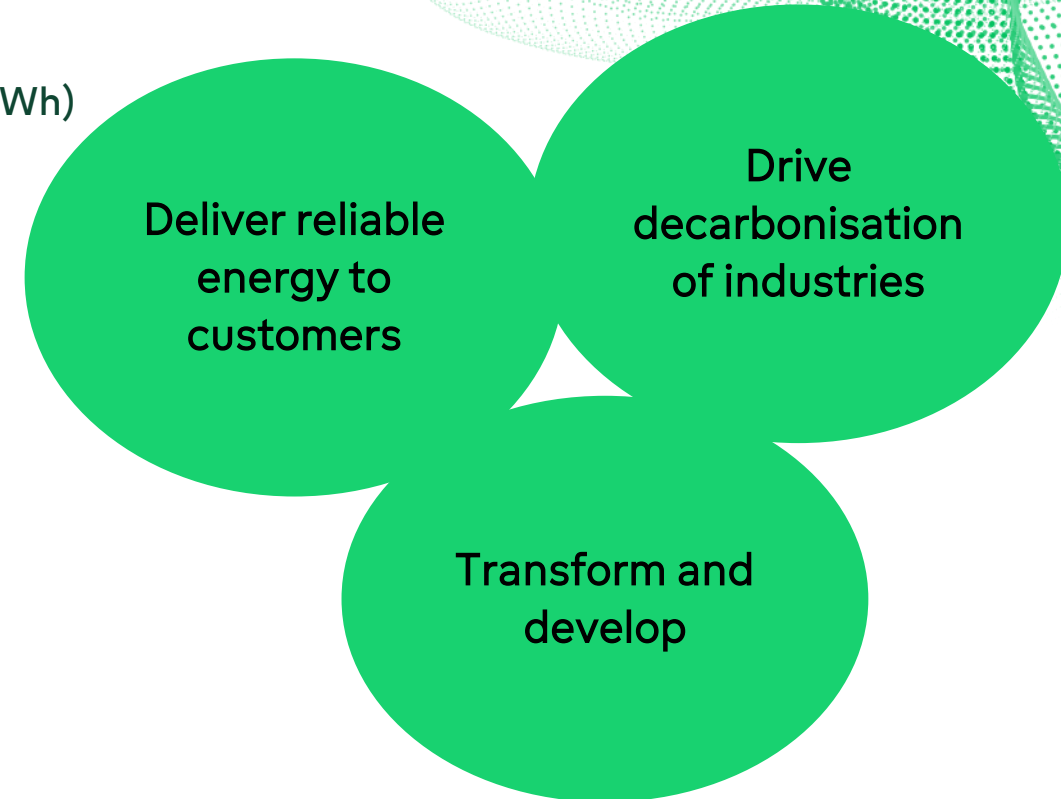 Wh)
Deliver reliable
energy to
customers
Drive
decarbonisation
of industries
Transform and
develop